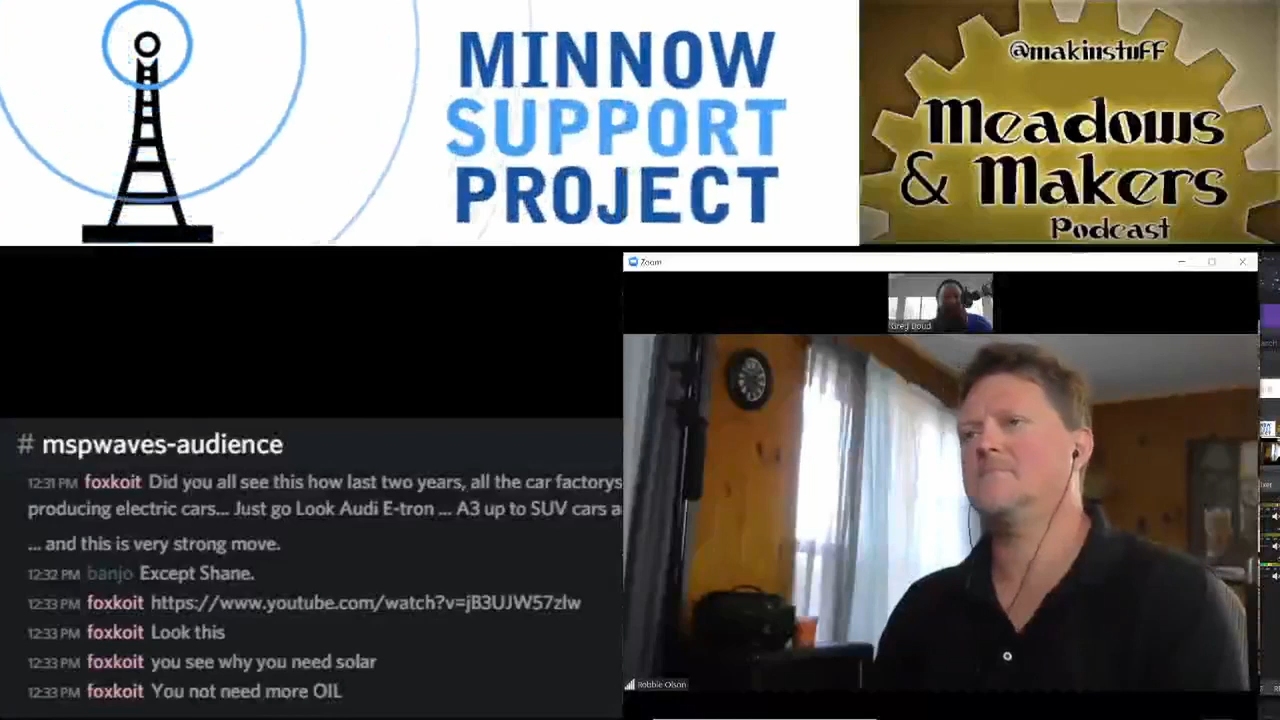 MINNOW
SUPPORT
PROJECT
@makinstuff
Meadows
& Makers
Podcast
Zoom
Greg Doud
# mspwaves-audience
12:31 PM foxkoit Did you all see this how last two years, all the car factorys
producing electric cars... Just go Look Audi E-tron ... A3 up to SUV cars a
... and this is very strong move.
12:32 PM banjo Except Shane.
12:33 PM foxkoit https://www.youtube.com/watch?v=jB3UJW57zlw
12:33 PM foxkoit Look this
12:33 PM foxkoit you see why you need solar
12:33 PM foxkoit You not need more OIL
Robbie Olson